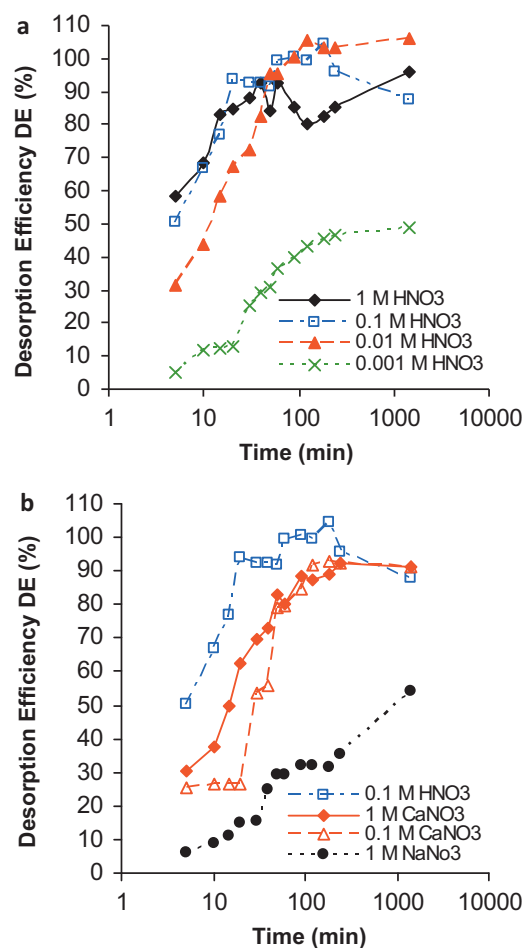 a
Desorption Efficiency DE (%)
110
100
90
80
70
60
50
40
30
20
10
0
1 M HNO3
0.1 M HNO3
0.01 M HNO3
0.001 M HNO3
1 10 100 1000 10000
Time (min)
b
Desorption Efficiency DE (%)
110
100
90
80
70
60
50
40
30
20
10
0
0.1 M HNO3
1 M CaNO3
0.1 M CaNO3
1 M NaNo3
1 10 100 1000 10000
Time (min)